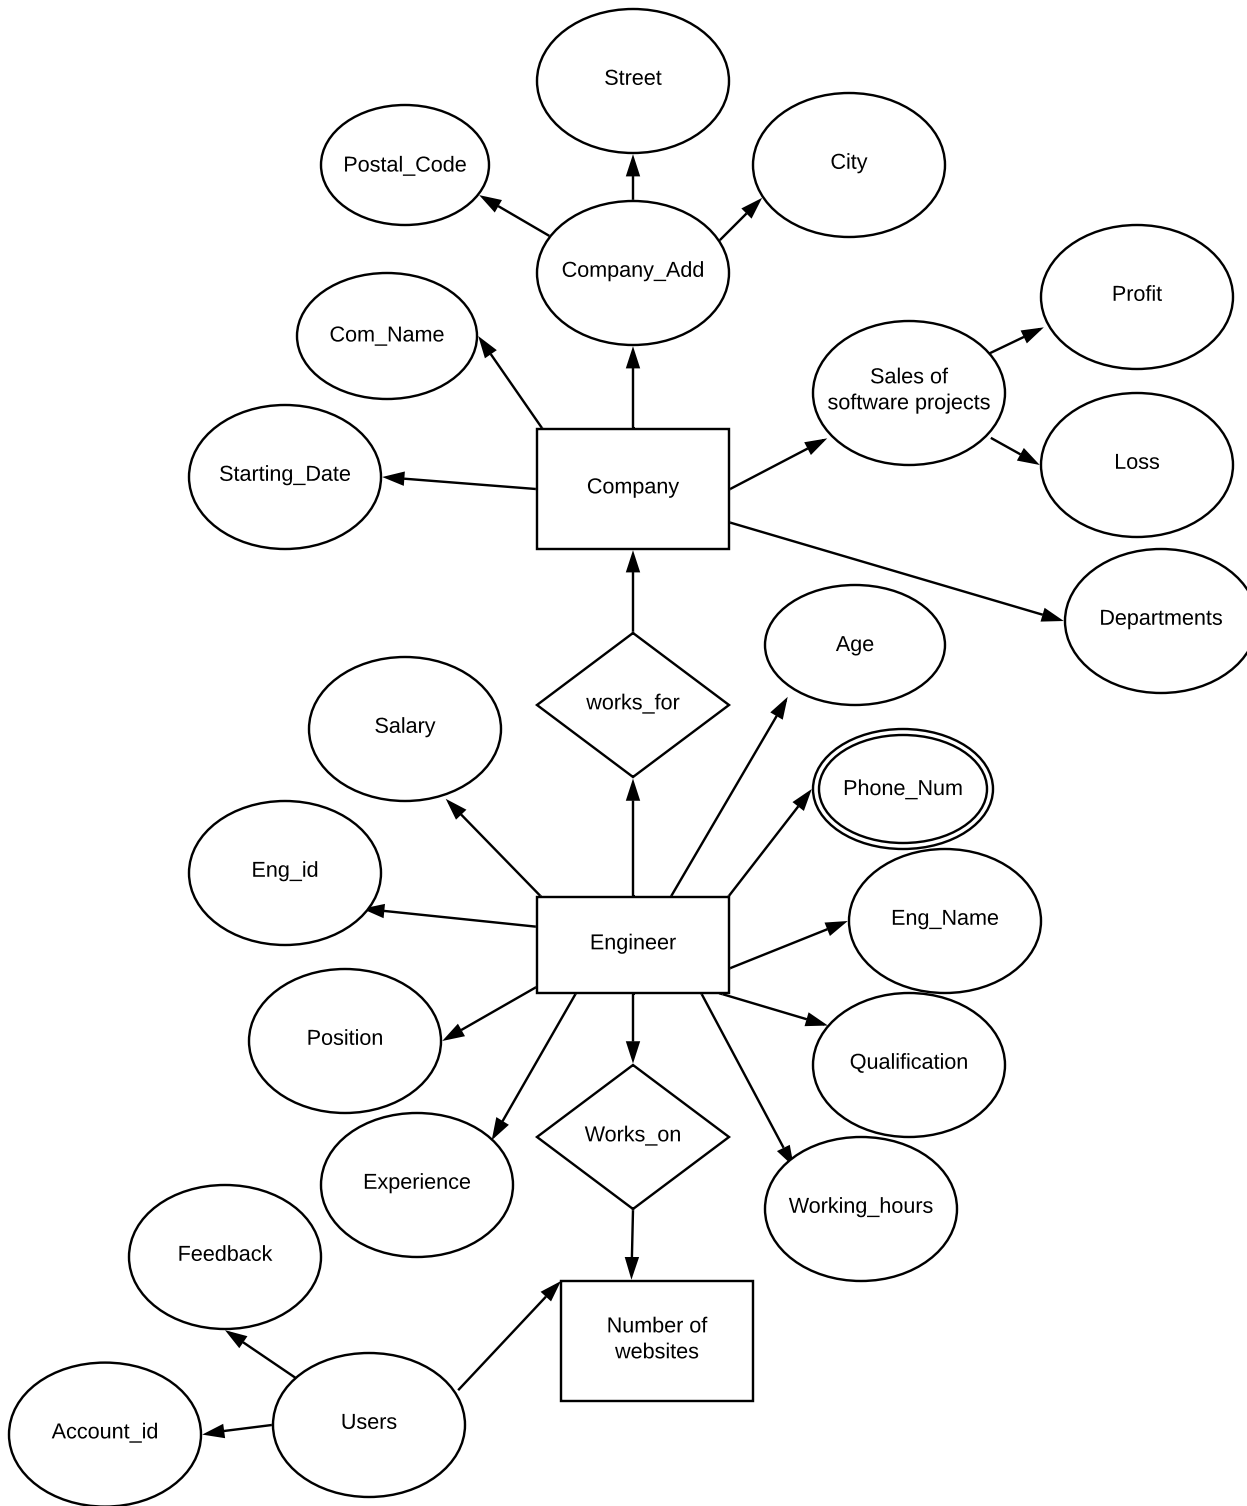 Street
Postal_Code
City
Company_Add
Profit
Com_Name
Sales of
software projects
Starting_Date
Loss
Company
Departments
Age
works_for
Salary
Phone_Num
Eng_id
Eng_Name
Engineer
Position
Qualification
Works_on
Experience
Working_hours
Feedback
Number of
websites
Users
Account_id